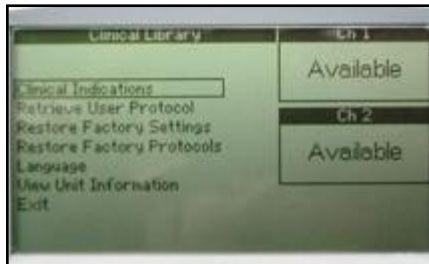 Clinical Library
Ch 1
Available
Clinical Indications
Retrieve User Protocol
Restore Factory Settings
Restore Factory Protocols
Language
View Unit Information
Exit
Ch 2
Available